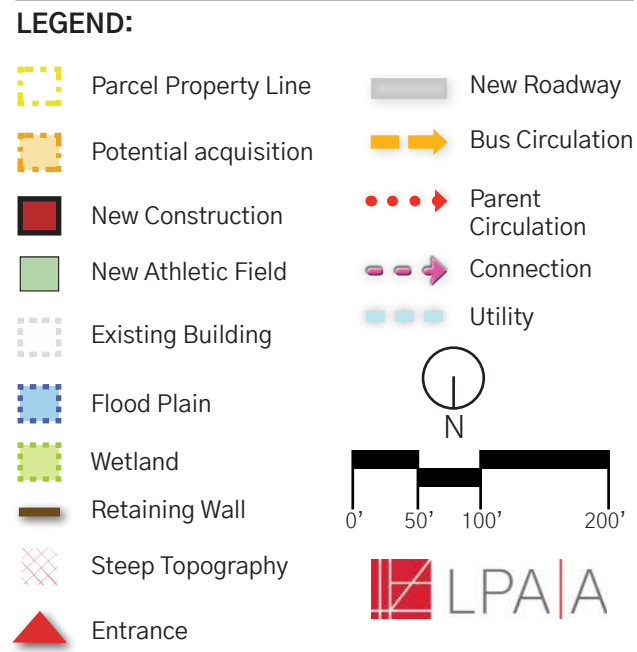 LEGEND:
Parcel Property Line
Potential acquisition
New Construction
New Athletic Field
Existing Building
Flood Plain
Wetland
Retaining Wall
Steep Topography
Entrance
New Roadway
Bus Circulation
Parent
Circulation
Connection
Utility
N
0' 50' 100' 200'
LPA|A